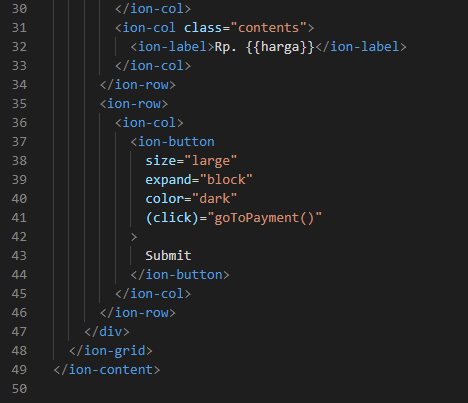 30 </ion-col>
31 <ion-col class="contents">
32 <ion-label>Rp. {{harga}}</ion-label>
33 </ion-col>
34 </ion-row>
35 <ion-row>
36 <ion-col>
37 <ion-button
38 size="large"
39 expand="block"
40 color="dark"
41 (click)="goToPayment()"
42 >
43 Submit
44 </ion-button>
45 </ion-col>
46 </ion-row>
47 </div>
48 </ion-grid>
49 </ion-content>
50